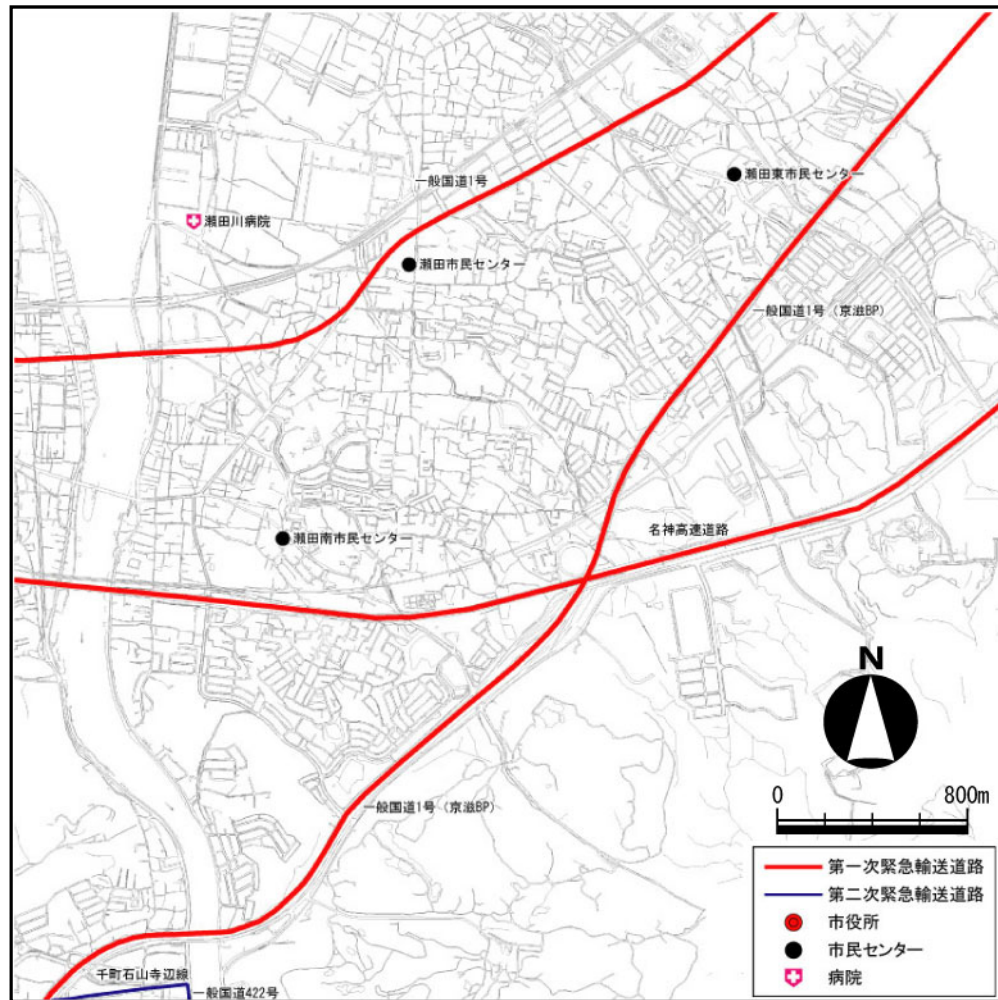 一般国道1号
瀬田東市民センター
瀬田川病院
瀬田市民センター
一般国道1号(京滋BP)
名神高速道路
瀬田南市民センター
N
0 800m
一般国道1号(京滋BP)
第一次緊急輸送道路
第二次緊急輸送道路
市役所
市民センター
病院
千町石山寺辺線
一般国道422号